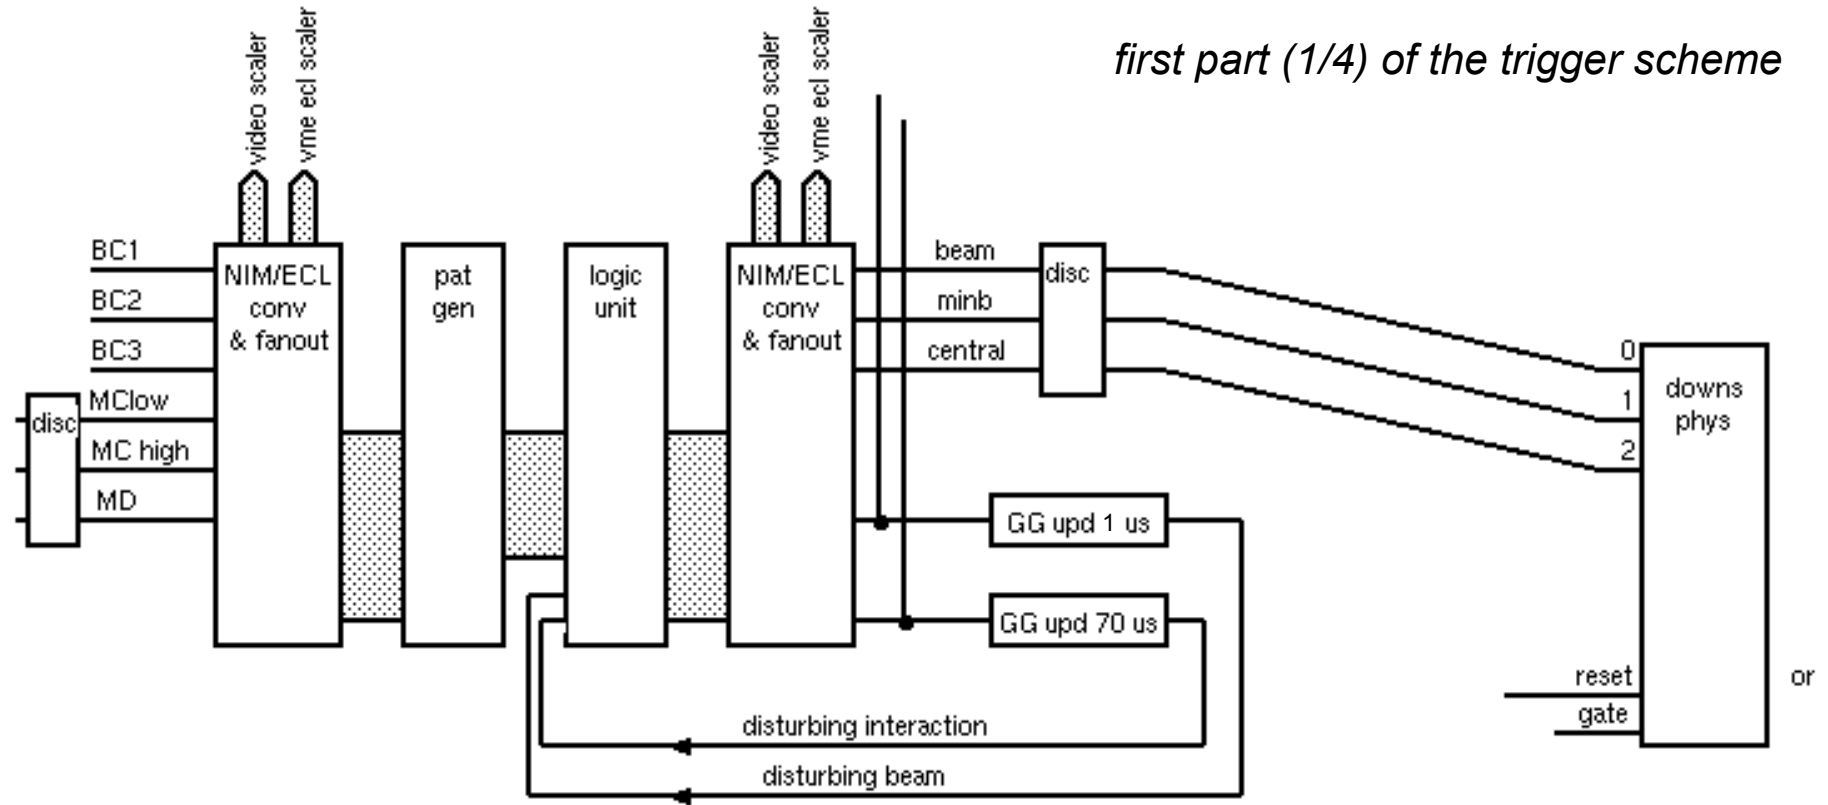 first part (1/4) of the trigger scheme
video scaler
vme ecl scaler
video scaler
vme ecl scaler
BC1
BC2
BC3
MClow
MC high
MD
disc
NIM/ECL
conv
& fanout
pat
gen
logic
unit
NIM/ECL
conv
& fanout
beam
minb
central
disc
0
1
2
downs
phys
GG upd 1 us
GG upd 70 us
reset
gate
or
disturbing interaction
disturbing beam